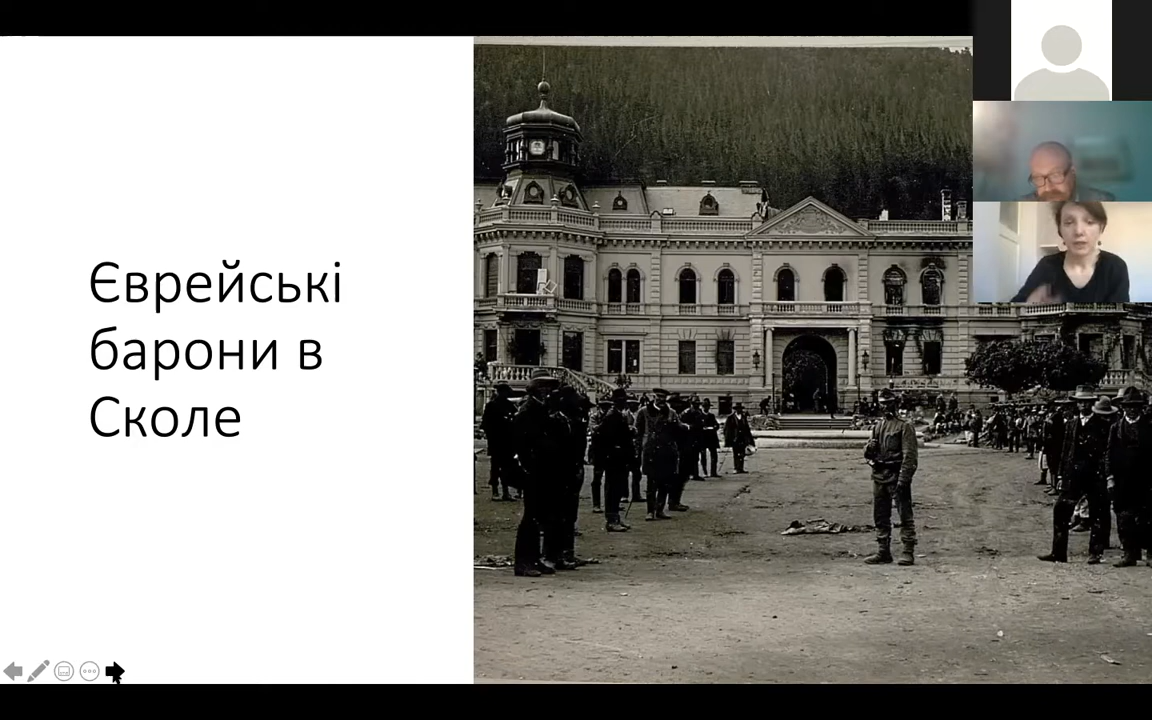 Єврейські
барони в
Сколе